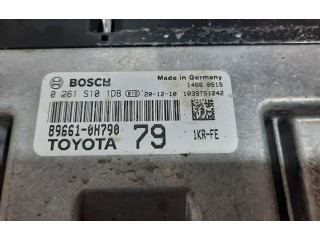 BOSCH
Made in Germany
1466 0515
0 261 S10 1DB 20-12-10 1039T51242
89661-0H790
TOYOTA 79 1KR-FE